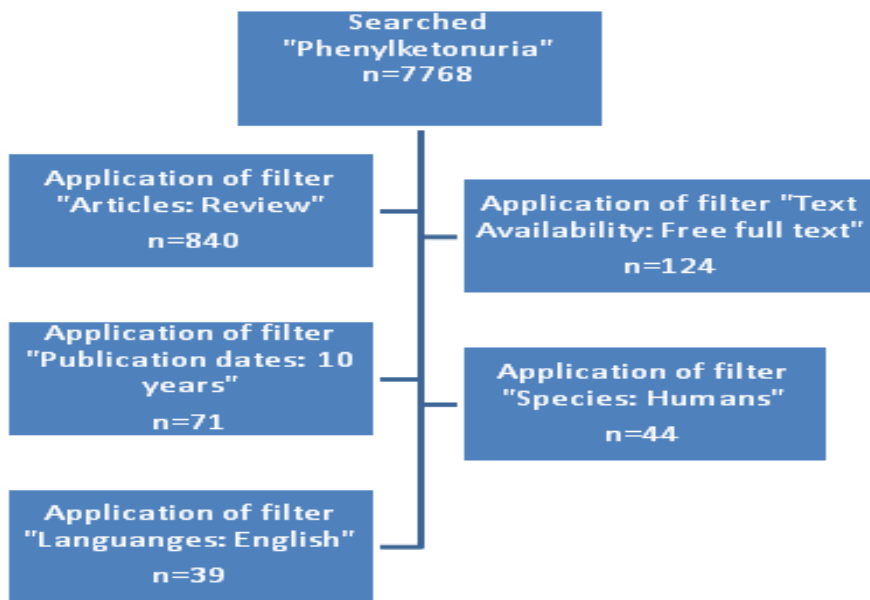 Searched
"Phenylketonuria"
n=7768
Application of filter
"Articles: Review"
n=840
Application of filter "Text
Availability: Free full text"
n=124
Application of filter
"Publication dates: 10
years"
n=71
Application of filter
"Species: Humans"
n=44
Application of filter
"Languanges: English"
n=39